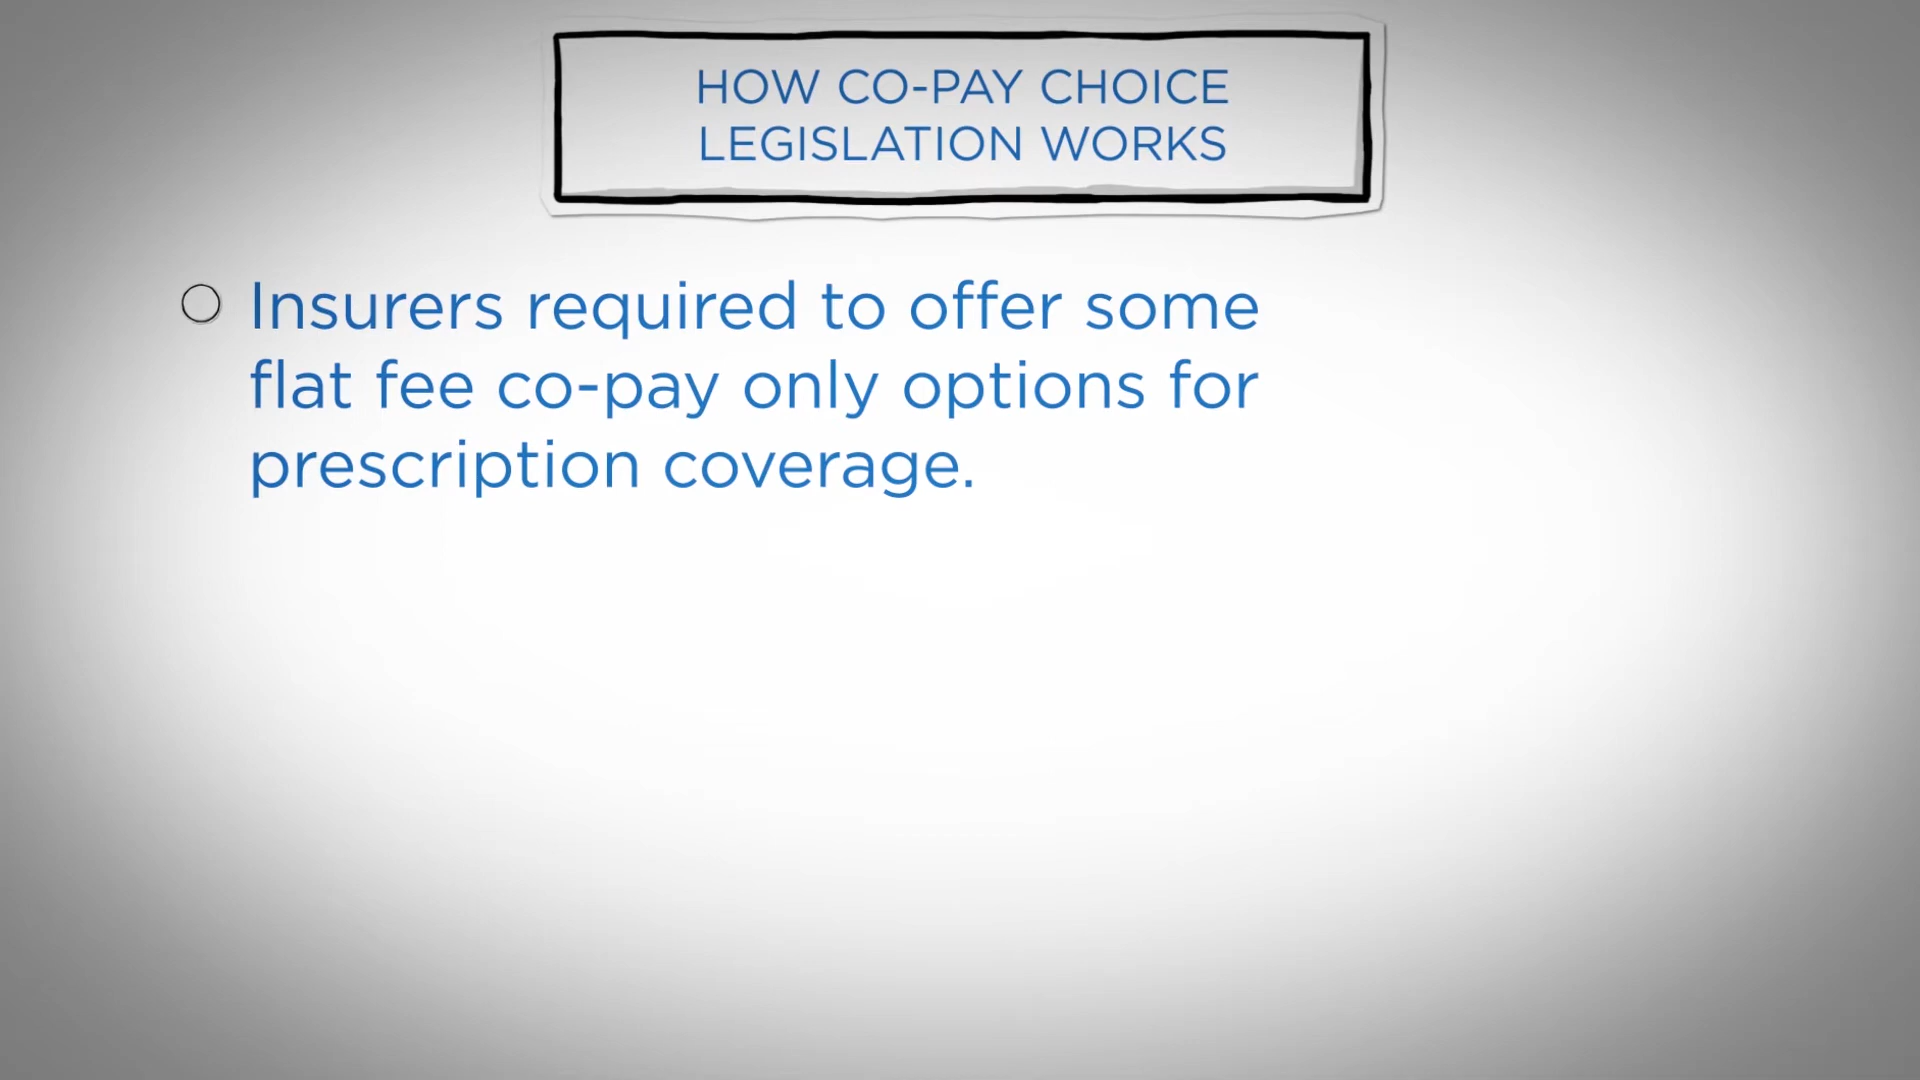 HOW CO-PAY CHOICE
LEGISLATION WORKS
Insurers required to offer some
flat fee co-pay only options for
prescription coverage.